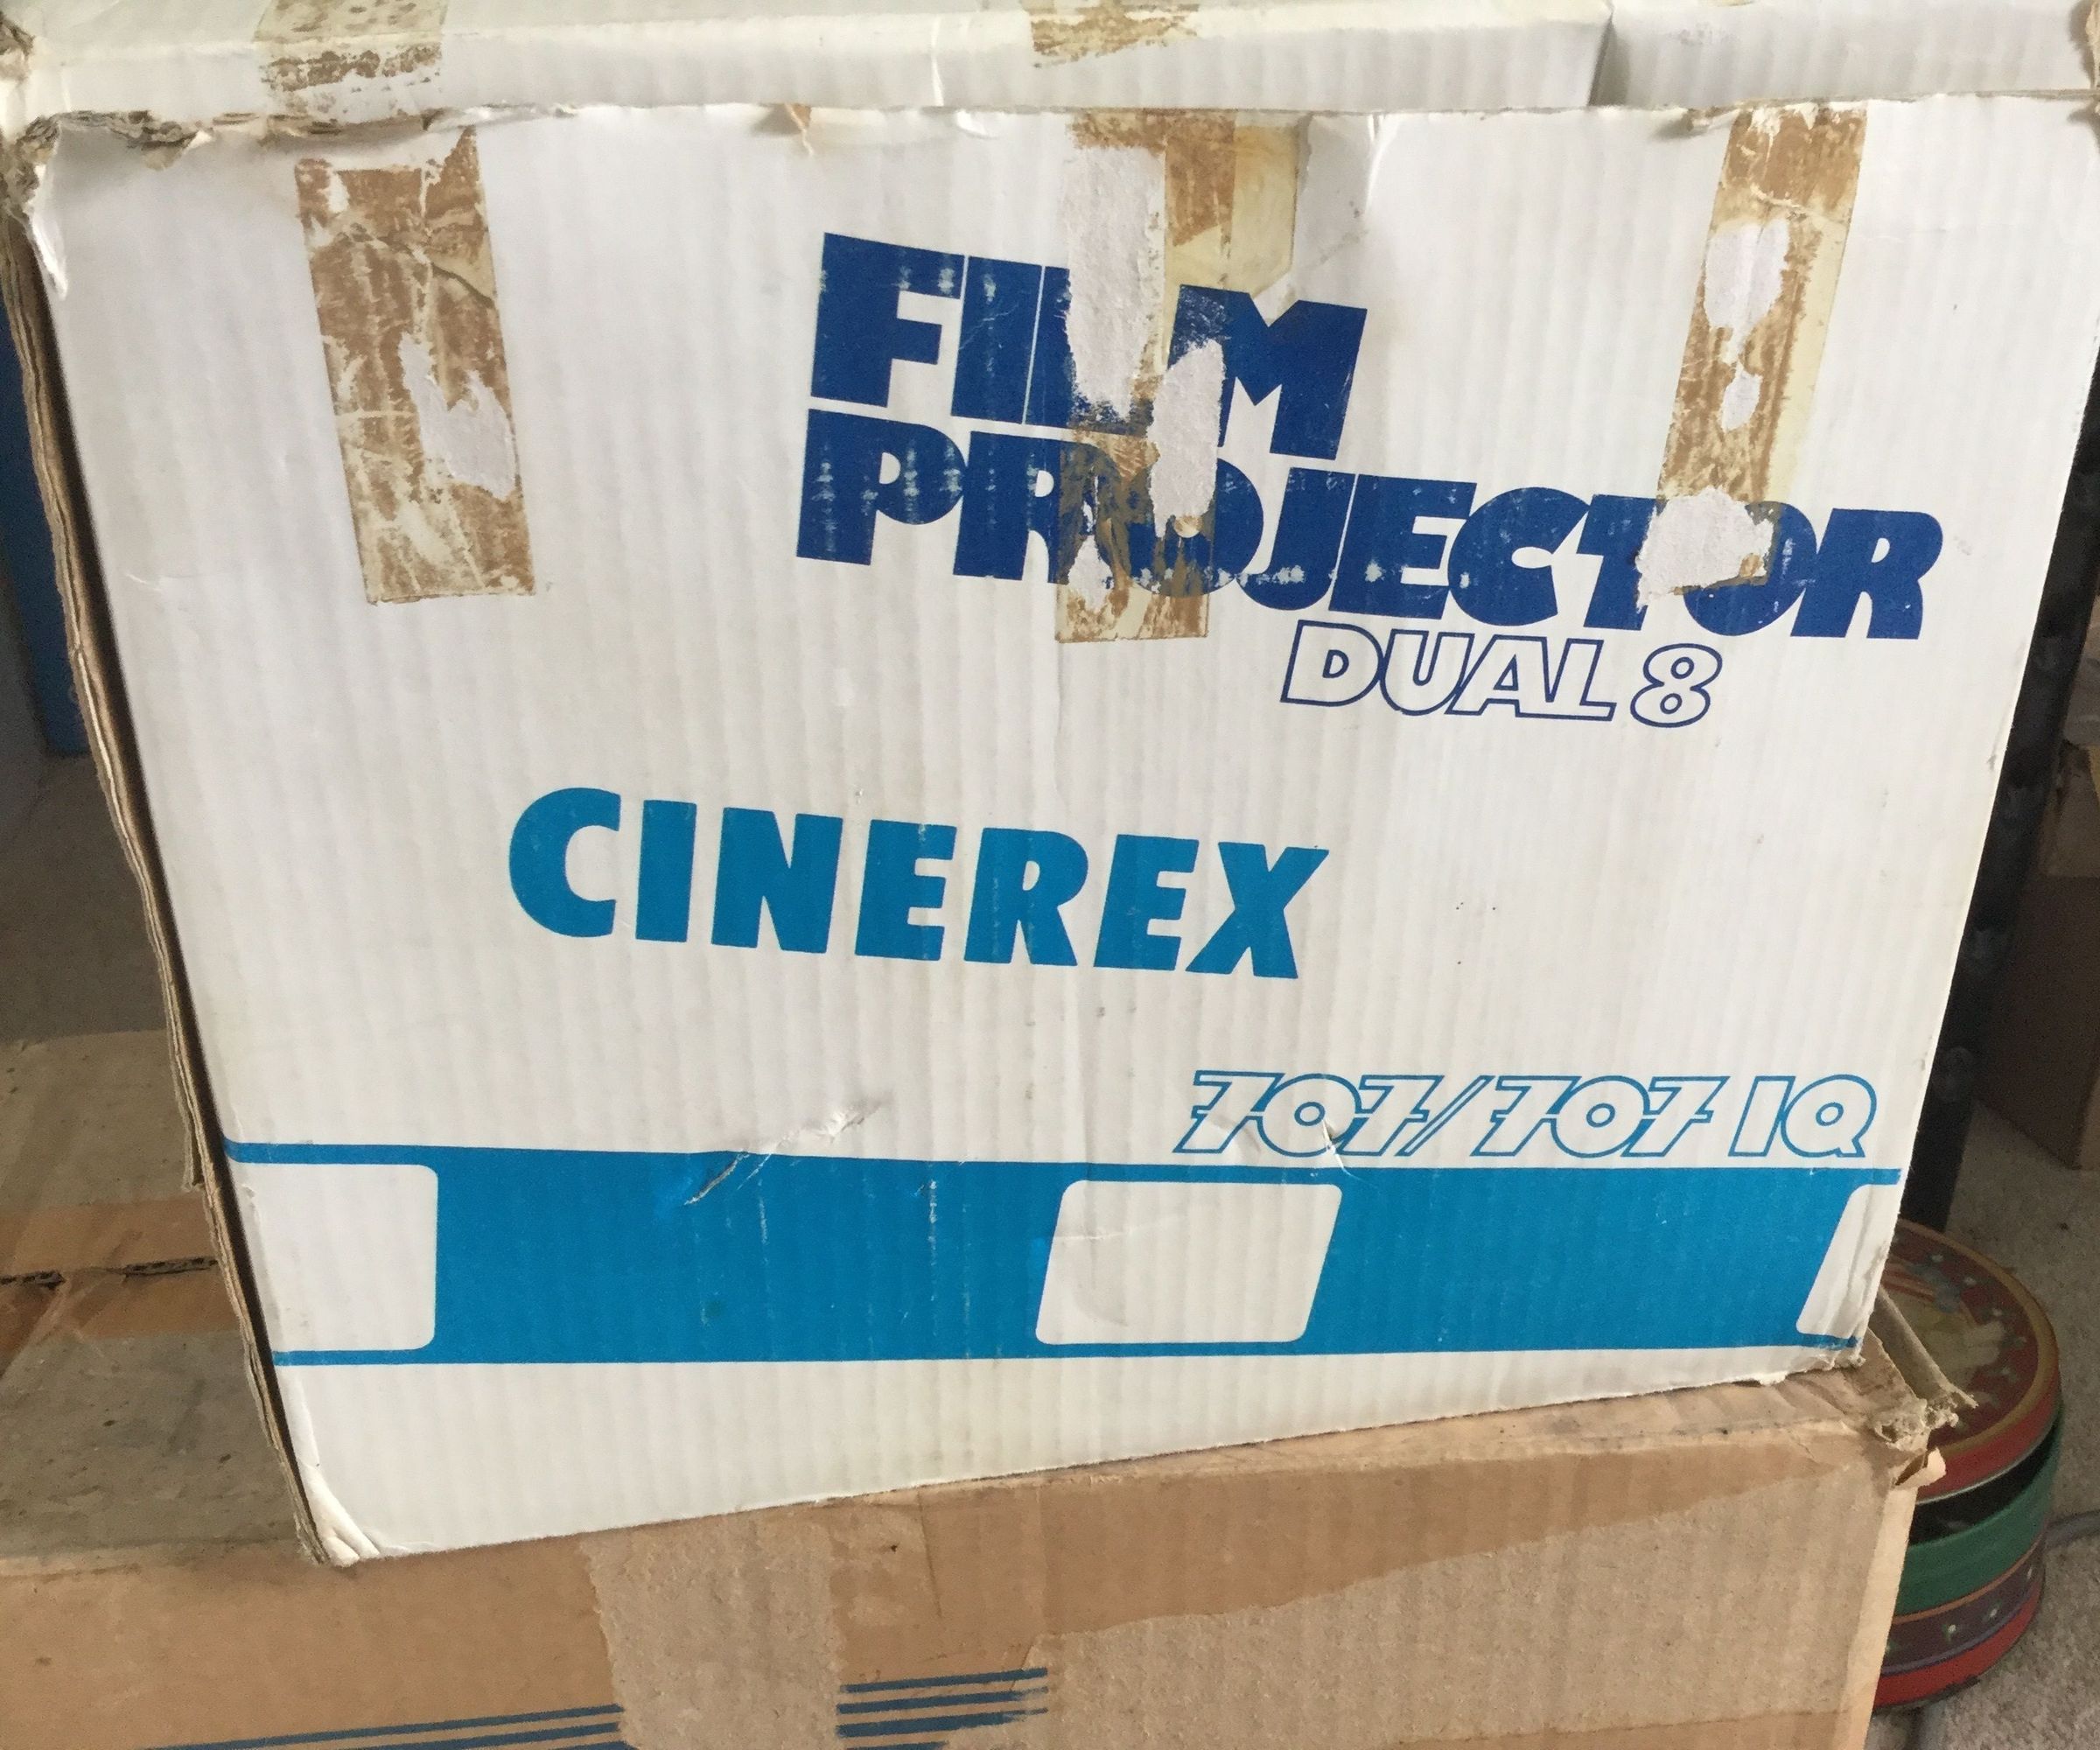 FILM
PROJECTOR
DUAL 8
CINEREX
707/707 IQ